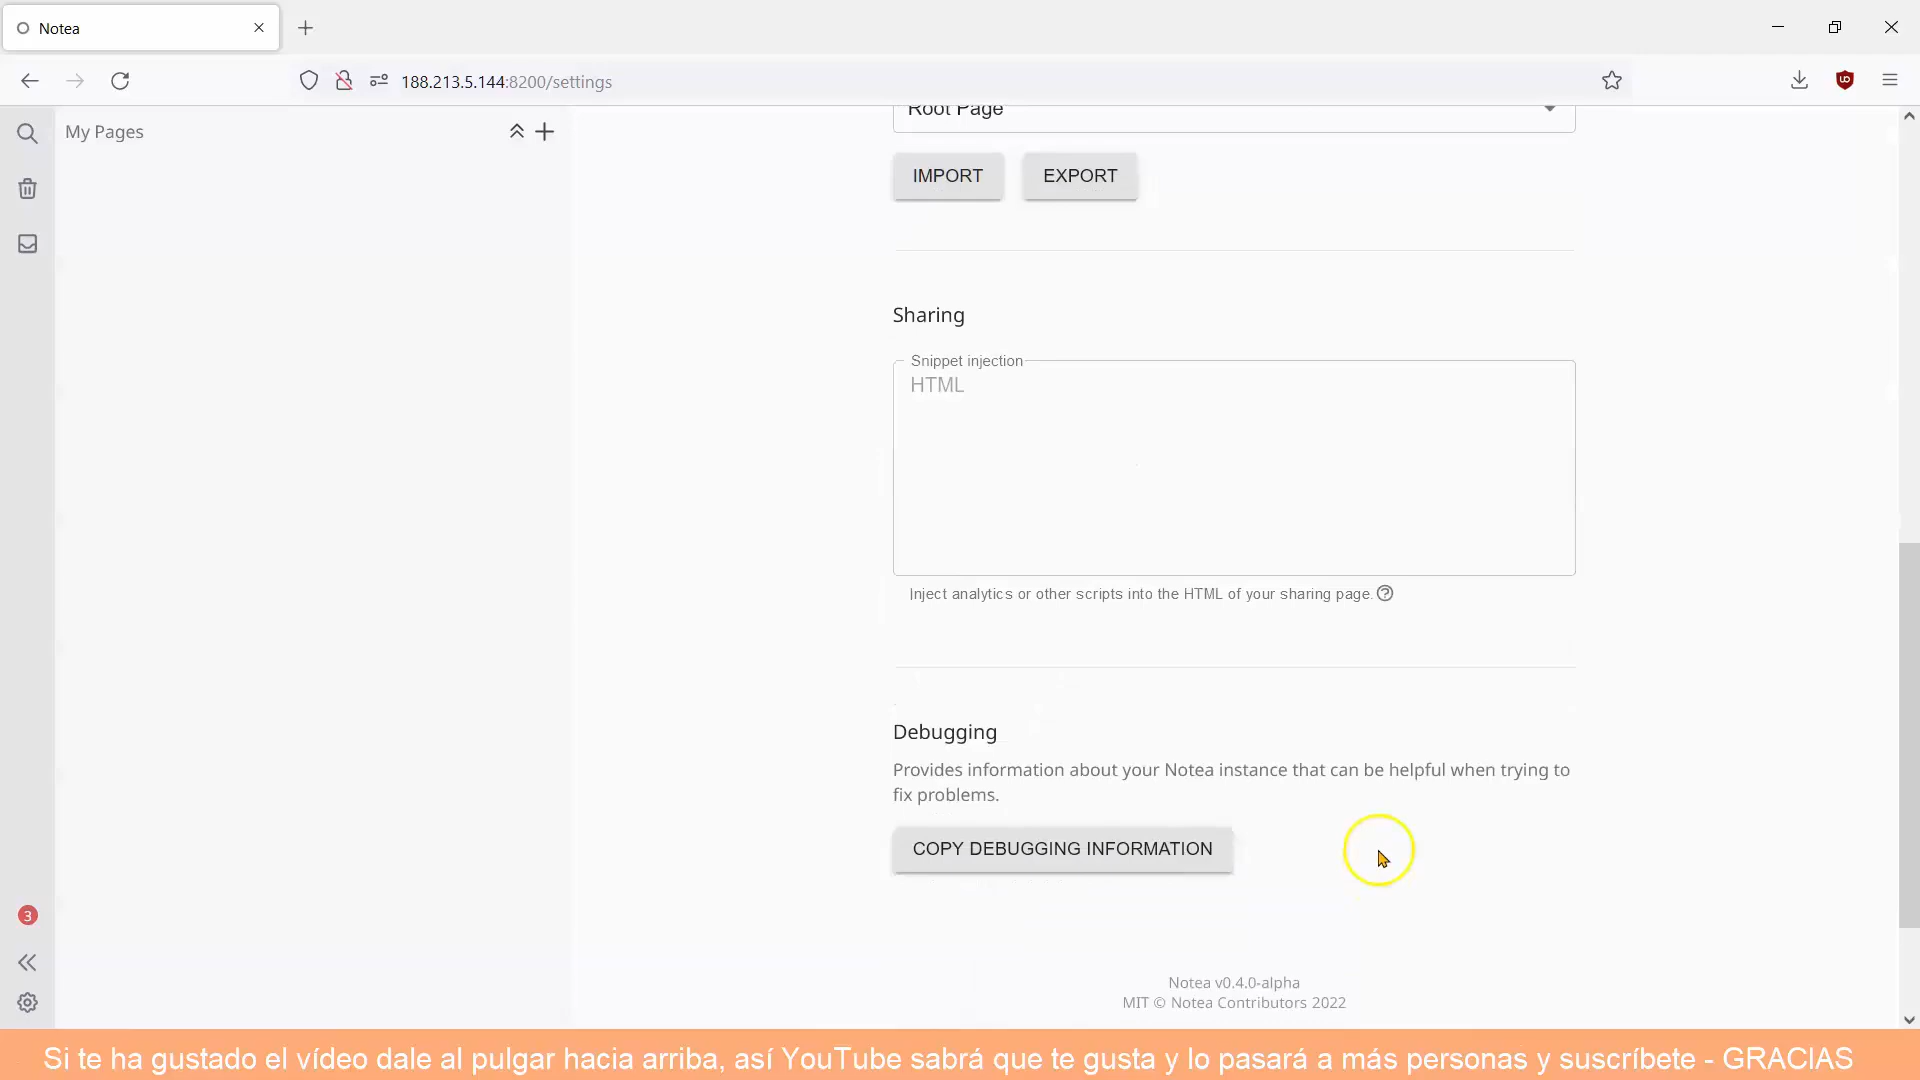 Notea
188.213.5.144:8200/settings
My Pages
Root Page
IMPORT
EXPORT
Sharing
Snippet injection
HTML
Inject analytics or other scripts into the HTML of your sharing page.
Debugging
Provides information about your Notea instance that can be helpful when trying to
fix problems.
COPY DEBUGGING INFORMATION
3
Notea v0.4.0-alpha
MIT © Notea Contributors 2022
Si te ha gustado el vídeo dale al pulgar hacia arriba, así YouTube sabrá que te gusta y lo pasará a más personas y suscríbete - GRACIAS